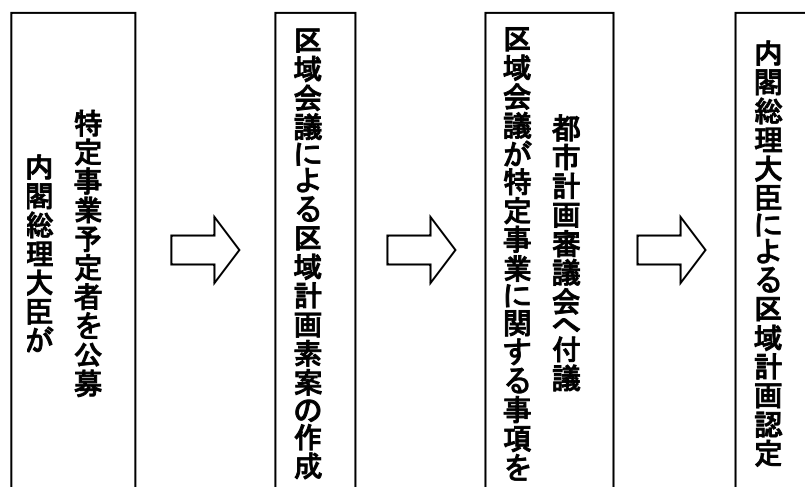 内閣総理大臣が
特定事業予定者を公募
区域会議による区域計画素案の作成
区域会議が特定事業に関する事項を
都市計画審議会へ付議
内閣総理大臣による区域計画認定